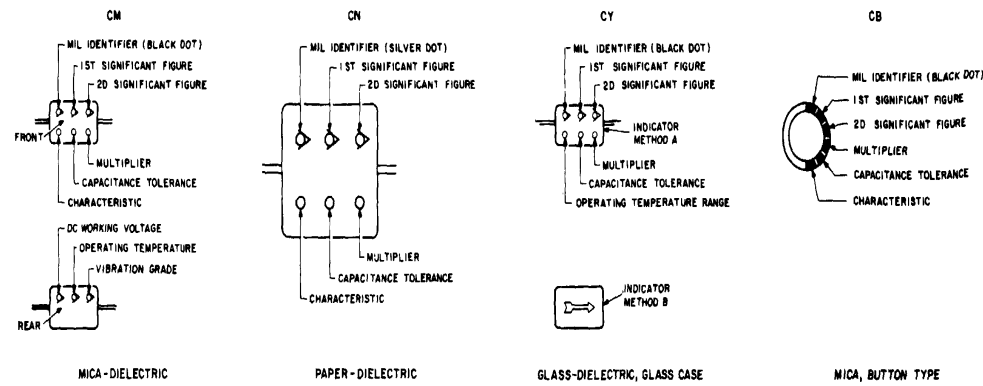 CM
MIL IDENTIFIER (BLACK DOT)
1ST SIGNIFICANT FIGURE
2D SIGNIFICANT FIGURE
FRONT
MULTIPLIER
CAPACITANCE TOLERANCE
CHARACTERISTIC
DC WORKING VOLTAGE
OPERATING TEMPERATURE
VIBRATION GRADE
REAR
MICA-DIELECTRIC
CN
MIL IDENTIFIER (SILVER DOT)
1ST SIGNIFICANT FIGURE
2D SIGNIFICANT FIGURE
MULTIPLIER
CAPACITANCE TOLERANCE
CHARACTERISTIC
PAPER-DIELECTRIC
CY
MIL IDENTIFIER (BLACK DOT)
1ST SIGNIFICANT FIGURE
2D SIGNIFICANT FIGURE
INDICATOR
METHOD A
MULTIPLIER
CAPACITANCE TOLERANCE
OPERATING TEMPERATURE RANGE
INDICATOR
METHOD B
GLASS-DIELECTRIC, GLASS CASE
CB
MIL IDENTIFIER (BLACK DOT)
1ST SIGNIFICANT FIGURE
2D SIGNIFICANT FIGURE
MULTIPLIER
CAPACITANCE TOLERANCE
CHARACTERISTIC
MICA, BUTTON TYPE